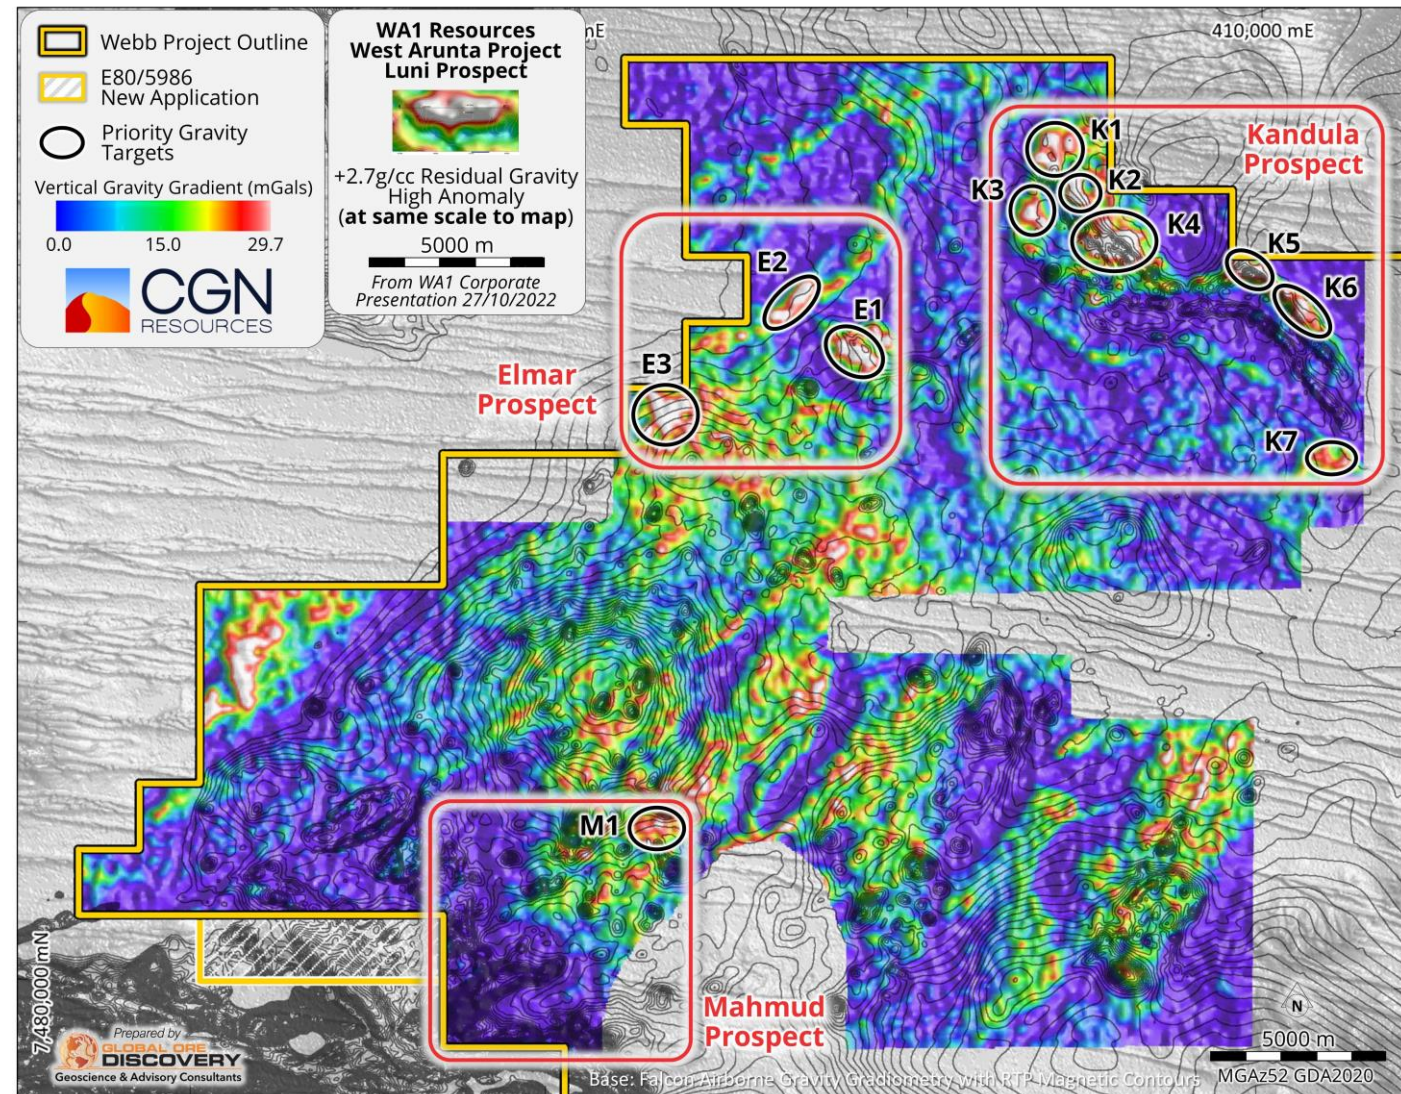 Webb Project Outline
E80/5986
New Application
Priority Gravity
Targets
Vertical Gravity Gradient (mGals)
0.0
15.0
29.7
CGN
RESOURCES
WA1 Resources
West Arunta Project
Luni Prospect
+2.7g/cc Residual Gravity
High Anomaly
(at same scale to map)
5000 m
From WA1 Corporate
Presentation 27/10/2022
mE
410,000 mE
K1
Kandula
Prospect
K2
K3
K4
K5
K6
K7
E2
E1
E3
Elmar
Prospect
M1
Mahmud
Prospect
7,480,000 mN
Prepared by
GLOBAL ORE
DISCOVERY
Geoscience & Advisory Consultants
N
5000 m
Base: Falcon Airborne Gravity Gradiometry with RTP Magnetic Contours
MGAz52 GDA2020